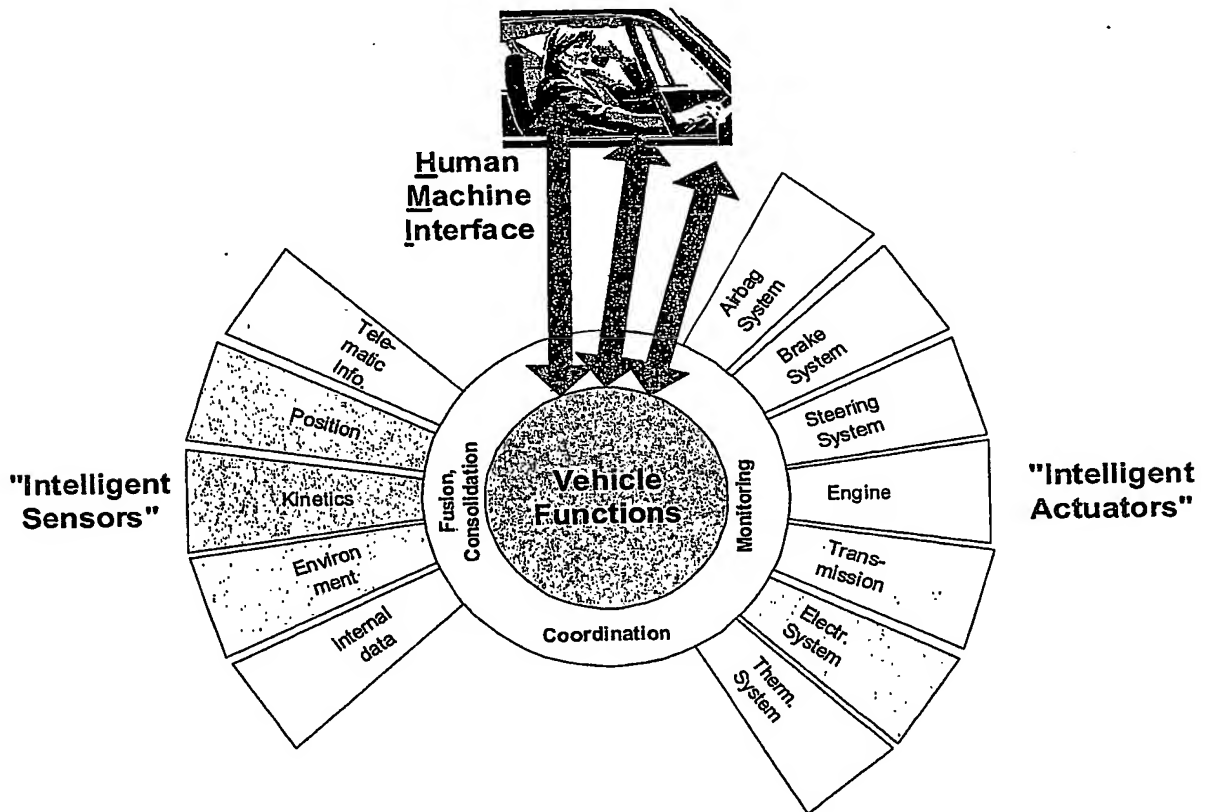 Human
Machine
Interface
Tele-
matic
Info.
Position
Kinetics
Environ
ment
Internal
data
"Intelligent
Sensors"
Fusion,
Consolidation
Vehicle
Functions
Monitoring
Coordination
Airbag
System
Brake
System
Steering
System
Engine
Trans-
mission
Electr.
System
Therm.
System
"Intelligent
Actuators"